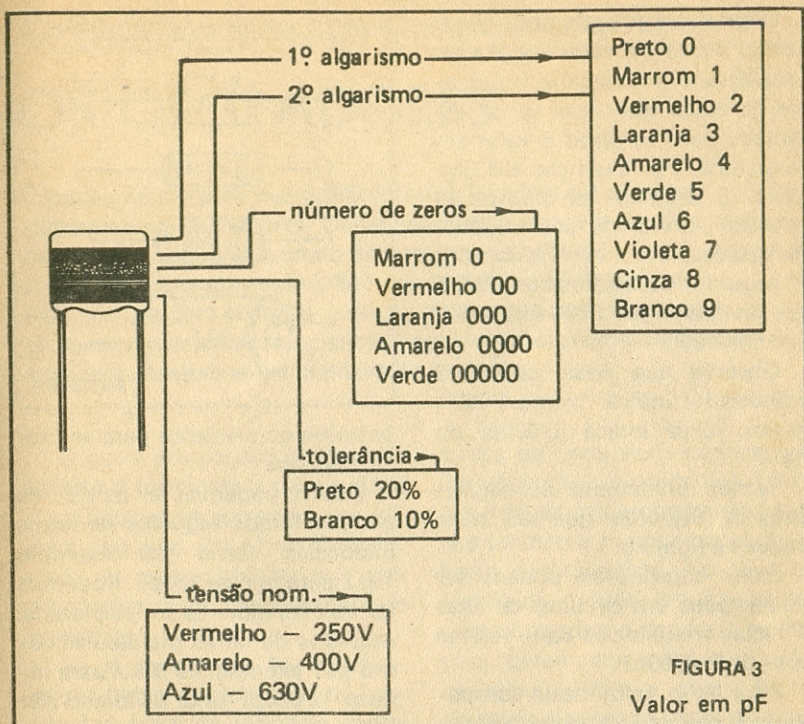 1º algarismo
2º algarismo
Preto 0
Marrom 1
Vermelho 2
Laranja 3
Amarelo 4
Verde 5
Azul 6
Violeta 7
Cinza 8
Branco 9
número de zeros
Marrom 0
Vermelho 00
Laranja 000
Amarelo 0000
Verde 00000
tolerância
Preto 20%
Branco 10%
tensão nom.
Vermelho – 250V
Amarelo – 400V
Azul – 630V
FIGURA 3
Valor em pF